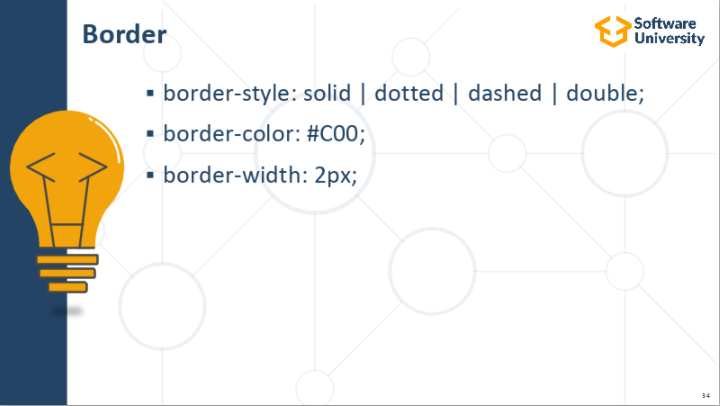 Border
Software
University
▪ border-style: solid | dotted | dashed | double;
▪ border-color: #C00;
▪ border-width: 2px;
34